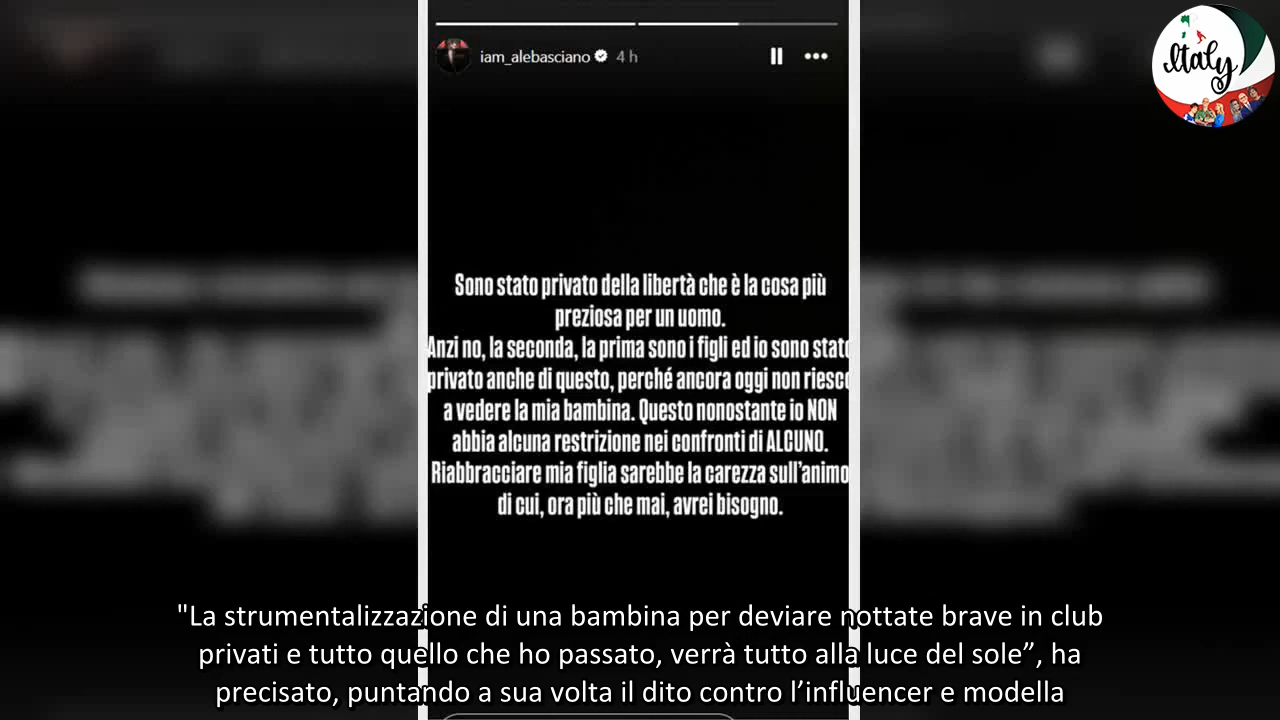 iam_alebasciano 4 h
Italy
Sono stato privato della libertà che è la cosa più
preziosa per un uomo.
Anzi no, la seconda, la prima sono i figli ed io sono stato
privato anche di questo, perché ancora oggi non riesco
a vedere la mia bambina. Questo nonostante io NON
abbia alcuna restrizione nei confronti di ALCUNO.
Riabbracciare mia figlia sarebbe la carezza sull'animo
di cui, ora più che mai, avrei bisogno.
"La strumentalizzazione di una bambina per deviare nottate brave in club
privati e tutto quello che ho passato, verrà tutto alla luce del sole”, ha
precisato, puntando a sua volta il dito contro l’influencer e modella